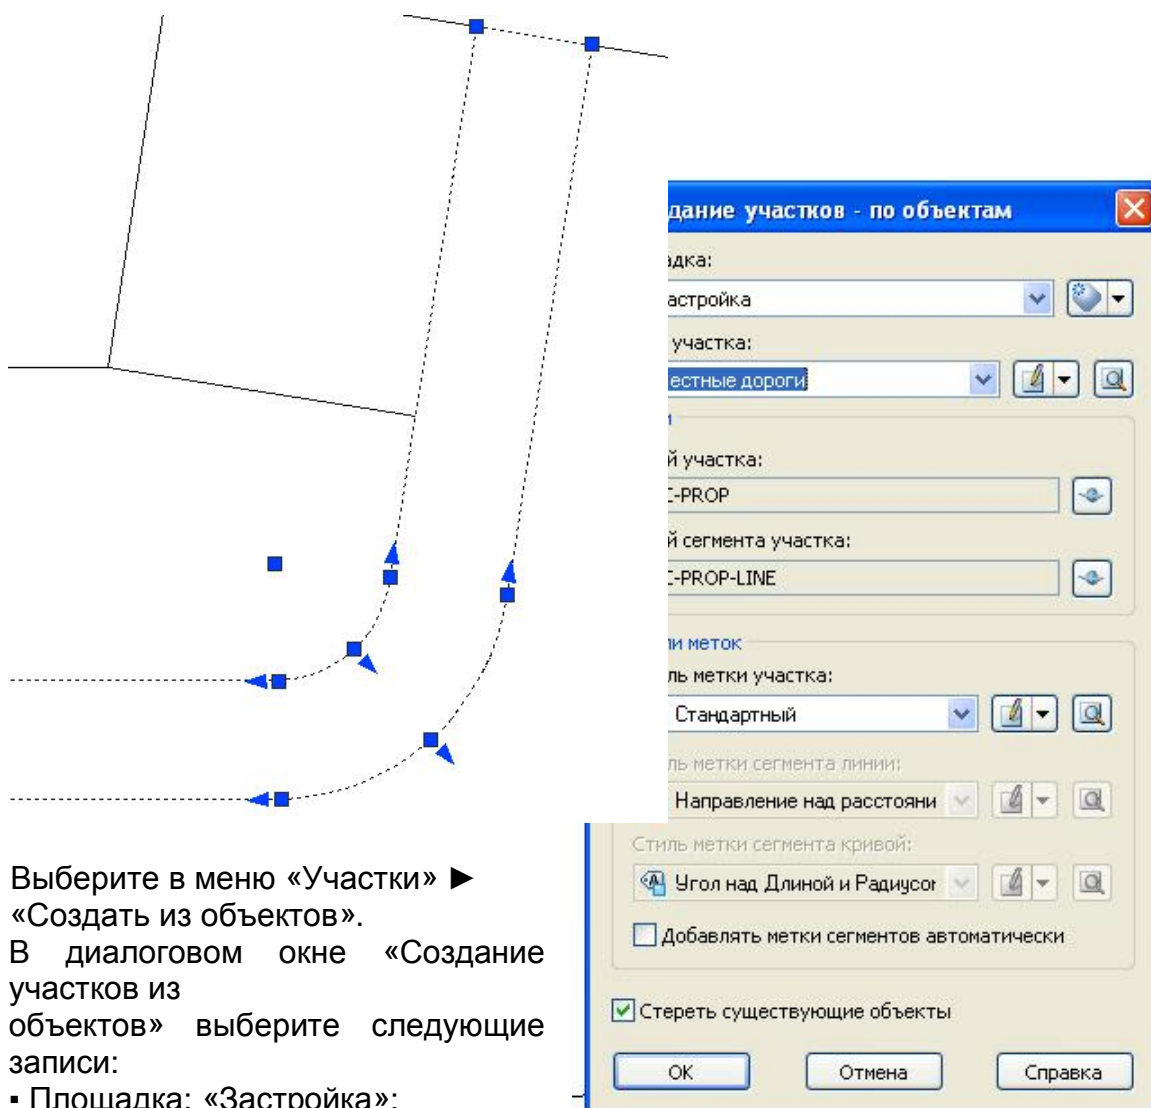 дание участков - по объектам
адка:
астройка
участка:
естные дороги
й участка:
C-PROP
й сегмента участка:
C-PROP-LINE
ли меток
ль метки участка:
Стандартный
ль метки сегмента линии:
Направление над расстояни
Стиль метки сегмента кривой:
Угол над Длиной и Радиусог
Добавлять метки сегментов автоматически
Стереть существующие объекты
ОК
Отмена
Справка
Выберите в меню «Участки» ►
«Создать из объектов».
В диалоговом окне «Создание
участков из
объектов» выберите следующие
записи:
▪ Площадка: «Застройка»;